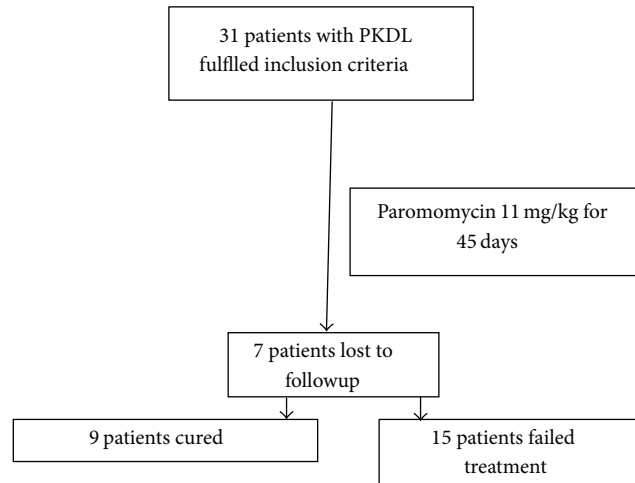 31 patients with PKDL
fulflled inclusion criteria
Paromomycin 11 mg/kg for
45 days
7 patients lost to
followup
9 patients cured
15 patients failed
treatment